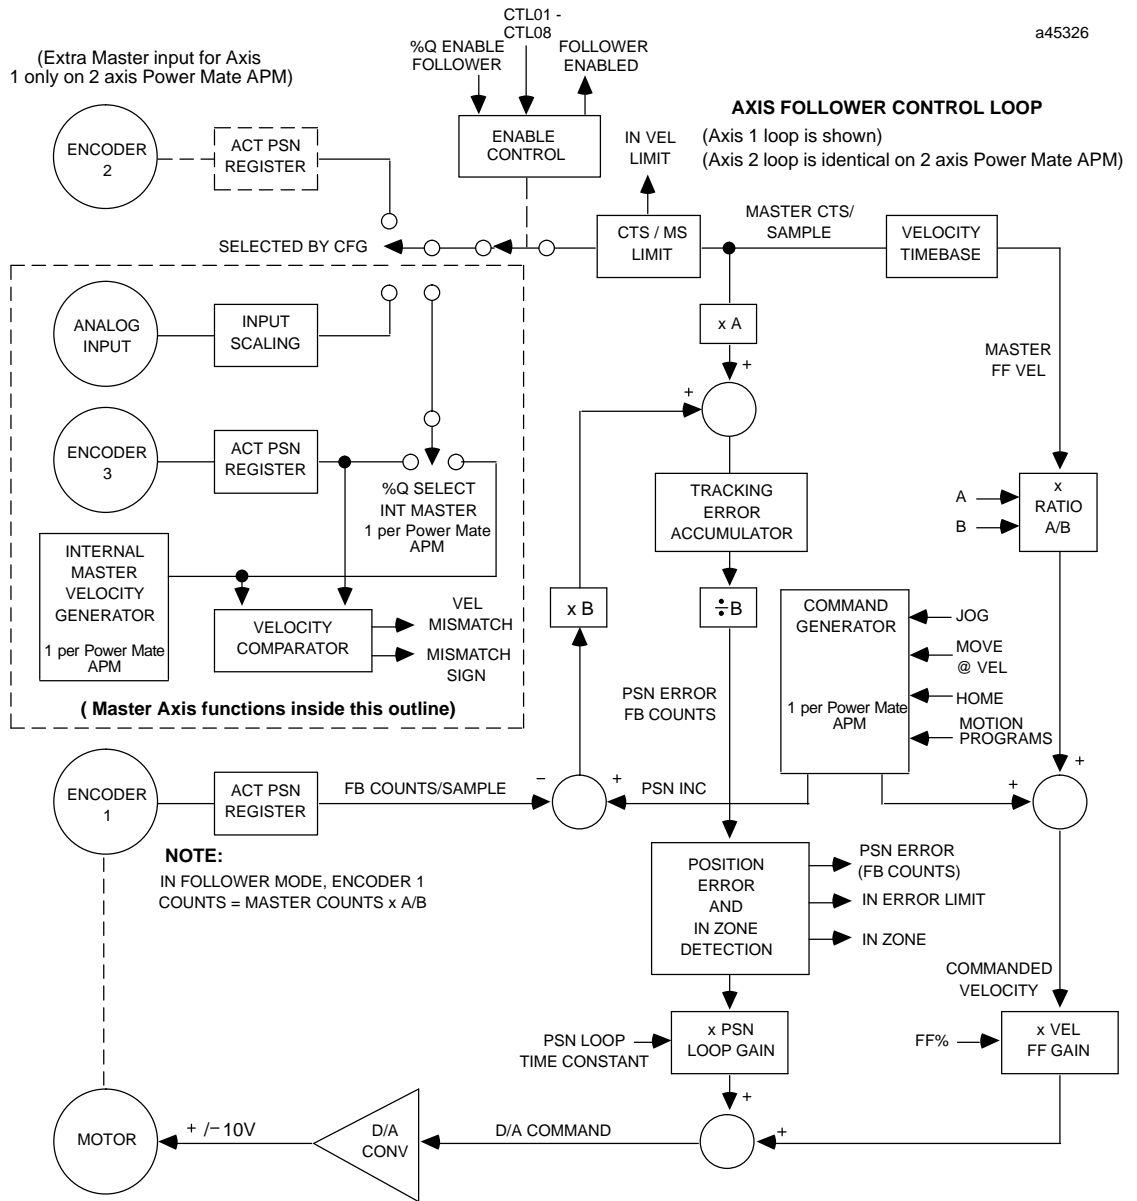 CTL01 -
CTL08
a45326
%Q ENABLE
FOLLOWER
FOLLOWER
ENABLED
(Extra Master input for Axis
1 only on 2 axis Power Mate APM)
AXIS FOLLOWER CONTROL LOOP
(Axis 1 loop is shown)
(Axis 2 loop is identical on 2 axis Power Mate APM)
ENCODER
2
ACT PSN
REGISTER
ENABLE
CONTROL
IN VEL
LIMIT
SELECTED BY CFG
CTS / MS
LIMIT
MASTER CTS/
SAMPLE
VELOCITY
TIMEBASE
ANALOG
INPUT
INPUT
SCALING
x A
MASTER
FF VEL
+
+
ENCODER
3
ACT PSN
REGISTER
%Q SELECT
INT MASTER
1 per Power Mate
APM
TRACKING
ERROR
ACCUMULATOR
A
B
x
RATIO
A/B
INTERNAL
MASTER
VELOCITY
GENERATOR
1 per Power Mate
APM
VELOCITY
COMPARATOR
VEL
MISMATCH
MISMATCH
SIGN
x B
÷B
COMMAND
GENERATOR
1 per Power Mate
APM
JOG
MOVE
@ VEL
HOME
MOTION
PROGRAMS
PSN ERROR
FB COUNTS
( Master Axis functions inside this outline)
ENCODER
1
ACT PSN
REGISTER
FB COUNTS/SAMPLE
−
+
PSN INC
+
+
NOTE:
IN FOLLOWER MODE, ENCODER 1
COUNTS = MASTER COUNTS x A/B
POSITION
ERROR
AND
IN ZONE
DETECTION
PSN ERROR
(FB COUNTS)
IN ERROR LIMIT
IN ZONE
COMMANDED
VELOCITY
PSN LOOP
TIME CONSTANT
x PSN
LOOP GAIN
FF%
x VEL
FF GAIN
+
+
MOTOR
+ /− 10V
D/A
CONV
D/A COMMAND